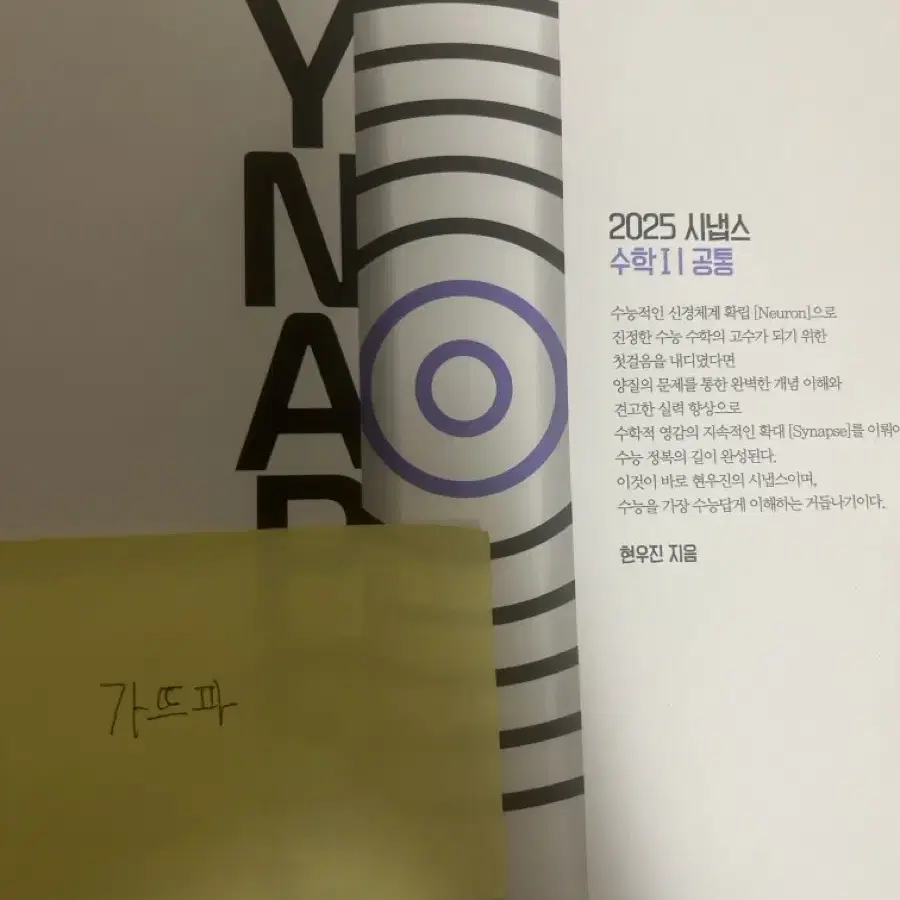 YNAP
2025 시냅스
수학 I I 공통
수능적인 신경체계 확립 [Neuron]으로
진정한 수능 수학의 고수가 되기 위한
첫걸음을 내디뎠다면
양질의 문제를 통한 완벽한 개념 이해와
견고한 실력 향상으로
수학적 영감의 지속적인 확대 [Synapse]를 이뤄
수능 정복의 길이 완성된다.
이것이 바로 현우진의 시냅스이며,
수능을 가장 수능답게 이해하는 거듭나기이다.
현우진 지음
가뜨파